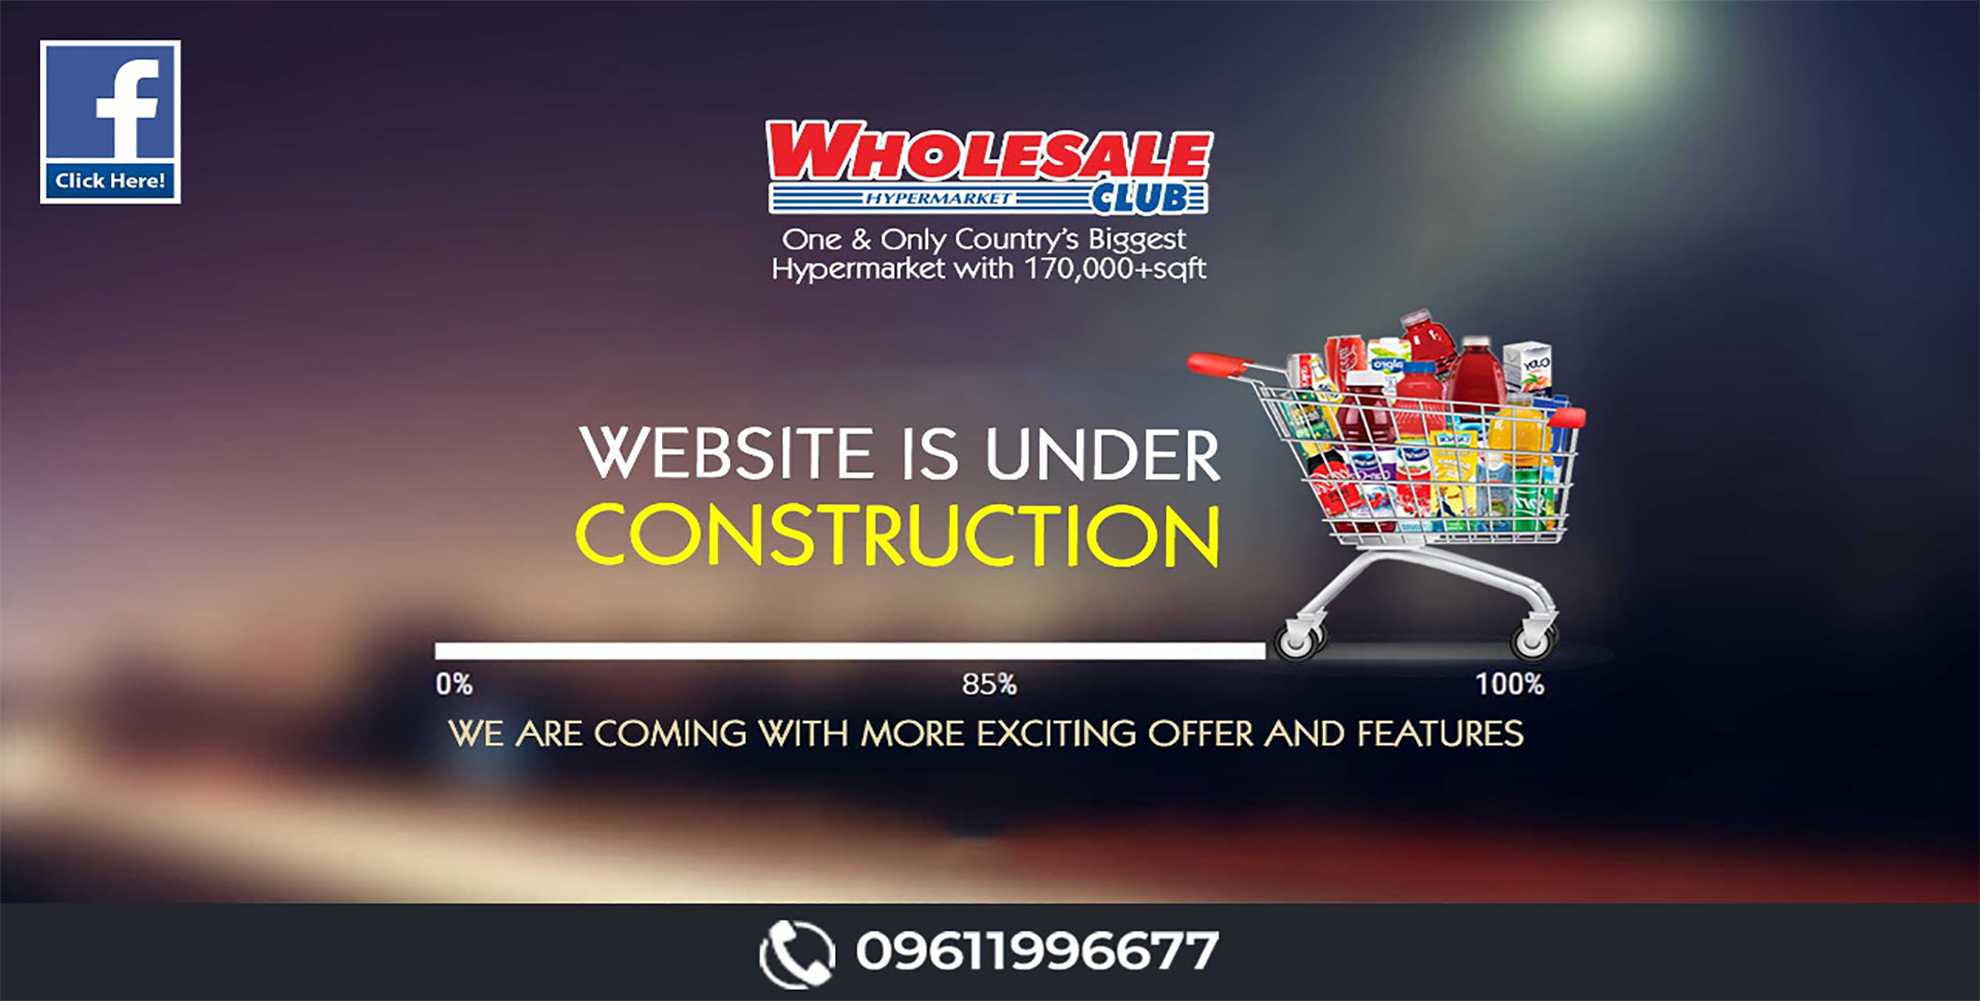 Click Here!
WHOLESALE
HYPERMARKET CLUB
One & Only Country's Biggest
Hypermarket with 170,000+sqft
WEBSITE IS UNDER
CONSTRUCTION
0% 85% 100%
WE ARE COMING WITH MORE EXCITING OFFER AND FEATURES
09611996677